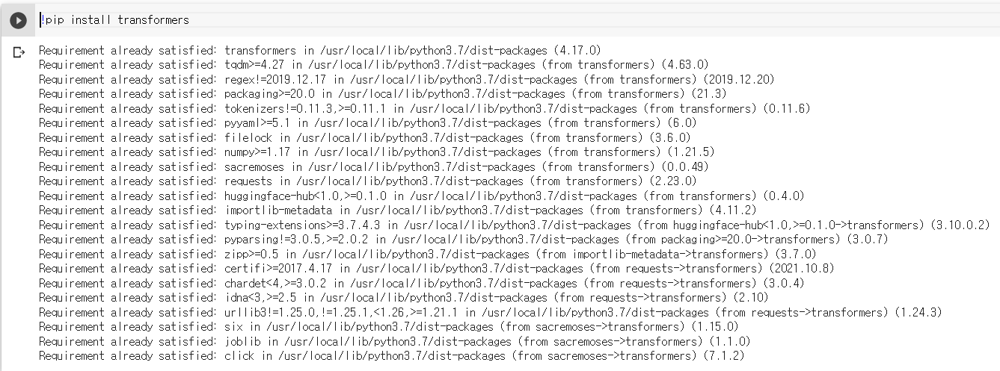 !pip install transformers
Requirement already satisfied: transformers in /usr/local/lib/python3.7/dist-packages (4.17.0)
Requirement already satisfied: tqdm>=4.27 in /usr/local/lib/python3.7/dist-packages (from transformers) (4.63.0)
Requirement already satisfied: regex!=2019.12.17 in /usr/local/lib/python3.7/dist-packages (from transformers) (2019.12.20)
Requirement already satisfied: packaging>=20.0 in /usr/local/lib/python3.7/dist-packages (from transformers) (21.3)
Requirement already satisfied: tokenizers!=0.11.3,>=0.11.1 in /usr/local/lib/python3.7/dist-packages (from transformers) (0.11.6)
Requirement already satisfied: pyyaml>=5.1 in /usr/local/lib/python3.7/dist-packages (from transformers) (6.0)
Requirement already satisfied: filelock in /usr/local/lib/python3.7/dist-packages (from transformers) (3.6.0)
Requirement already satisfied: numpy>=1.17 in /usr/local/lib/python3.7/dist-packages (from transformers) (1.21.5)
Requirement already satisfied: sacremoses in /usr/local/lib/python3.7/dist-packages (from transformers) (0.0.49)
Requirement already satisfied: requests in /usr/local/lib/python3.7/dist-packages (from transformers) (2.23.0)
Requirement already satisfied: huggingface-hub<1.0,>=0.1.0 in /usr/local/lib/python3.7/dist-packages (from transformers) (0.4.0)
Requirement already satisfied: importlib-metadata in /usr/local/lib/python3.7/dist-packages (from transformers) (4.11.2)
Requirement already satisfied: typing-extensions>=3.7.4.3 in /usr/local/lib/python3.7/dist-packages (from huggingface-hub<1.0,>=0.1.0->transformers) (3.10.0.2)
Requirement already satisfied: pyparsing!=3.0.5,>=2.0.2 in /usr/local/lib/python3.7/dist-packages (from packaging>=20.0->transformers) (3.0.7)
Requirement already satisfied: zipp>=0.5 in /usr/local/lib/python3.7/dist-packages (from importlib-metadata->transformers) (3.7.0)
Requirement already satisfied: certifi>=2017.4.17 in /usr/local/lib/python3.7/dist-packages (from requests->transformers) (2021.10.8)
Requirement already satisfied: chardet<4,>=3.0.2 in /usr/local/lib/python3.7/dist-packages (from requests->transformers) (3.0.4)
Requirement already satisfied: idna<3,>=2.5 in /usr/local/lib/python3.7/dist-packages (from requests->transformers) (2.10)
Requirement already satisfied: urllib3!=1.25.0,!=1.25.1,<1.26,>=1.21.1 in /usr/local/lib/python3.7/dist-packages (from requests->transformers) (1.24.3)
Requirement already satisfied: six in /usr/local/lib/python3.7/dist-packages (from sacremoses->transformers) (1.15.0)
Requirement already satisfied: joblib in /usr/local/lib/python3.7/dist-packages (from sacremoses->transformers) (1.1.0)
Requirement already satisfied: click in /usr/local/lib/python3.7/dist-packages (from sacremoses->transformers) (7.1.2)